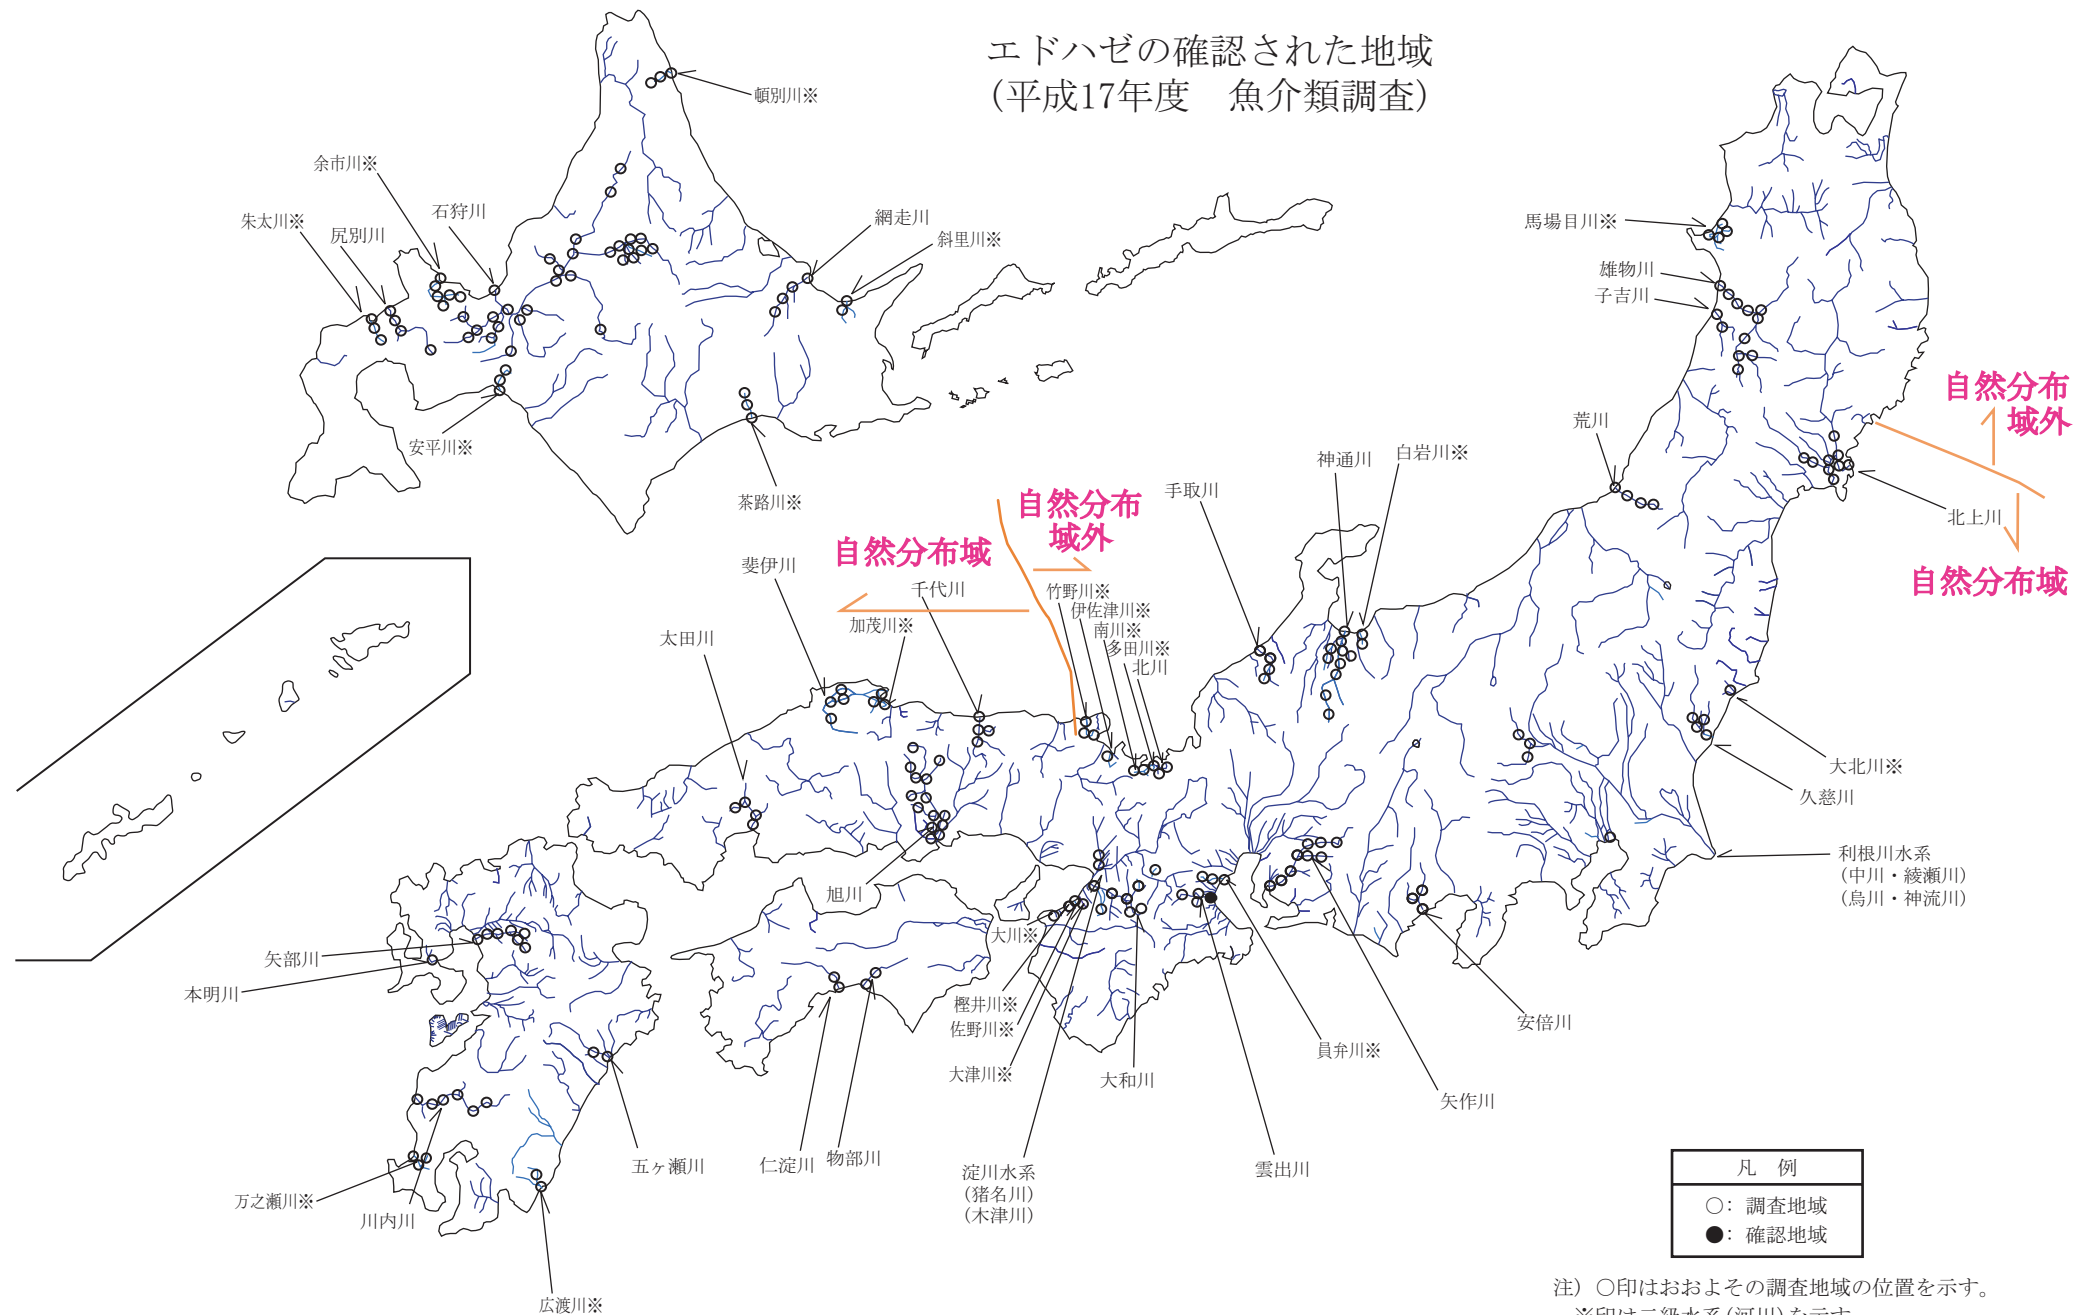 エドハゼの確認された地域
(平成17年度　魚介類調査)
頓別川※
余市川※
朱太川※
尻別川
石狩川
網走川
斜里川※
安平川※
茶路川※
馬場目川※
雄物川
子吉川
自然分布
域外
荒川
北上川
自然分布域
白岩川※
神通川
手取川
自然分布
域外
自然分布域
斐伊川
千代川
竹野川※
伊佐津川※
南川※
多田川※
北川
加茂川※
太田川
大北川※
久慈川
利根川水系
(中川・綾瀬川)
(烏川・神流川)
旭川
大川※
矢部川
本明川
樫井川※
佐野川※
大津川※
大和川
安倍川
員弁川※
矢作川
雲出川
淀川水系
(猪名川)
(木津川)
物部川
仁淀川
五ヶ瀬川
万之瀬川※
川内川
広渡川※
凡　例
○：調査地域
●：確認地域
注）○印はおおよその調査地域の位置を示す。
※印は二級水系(河川)を示す